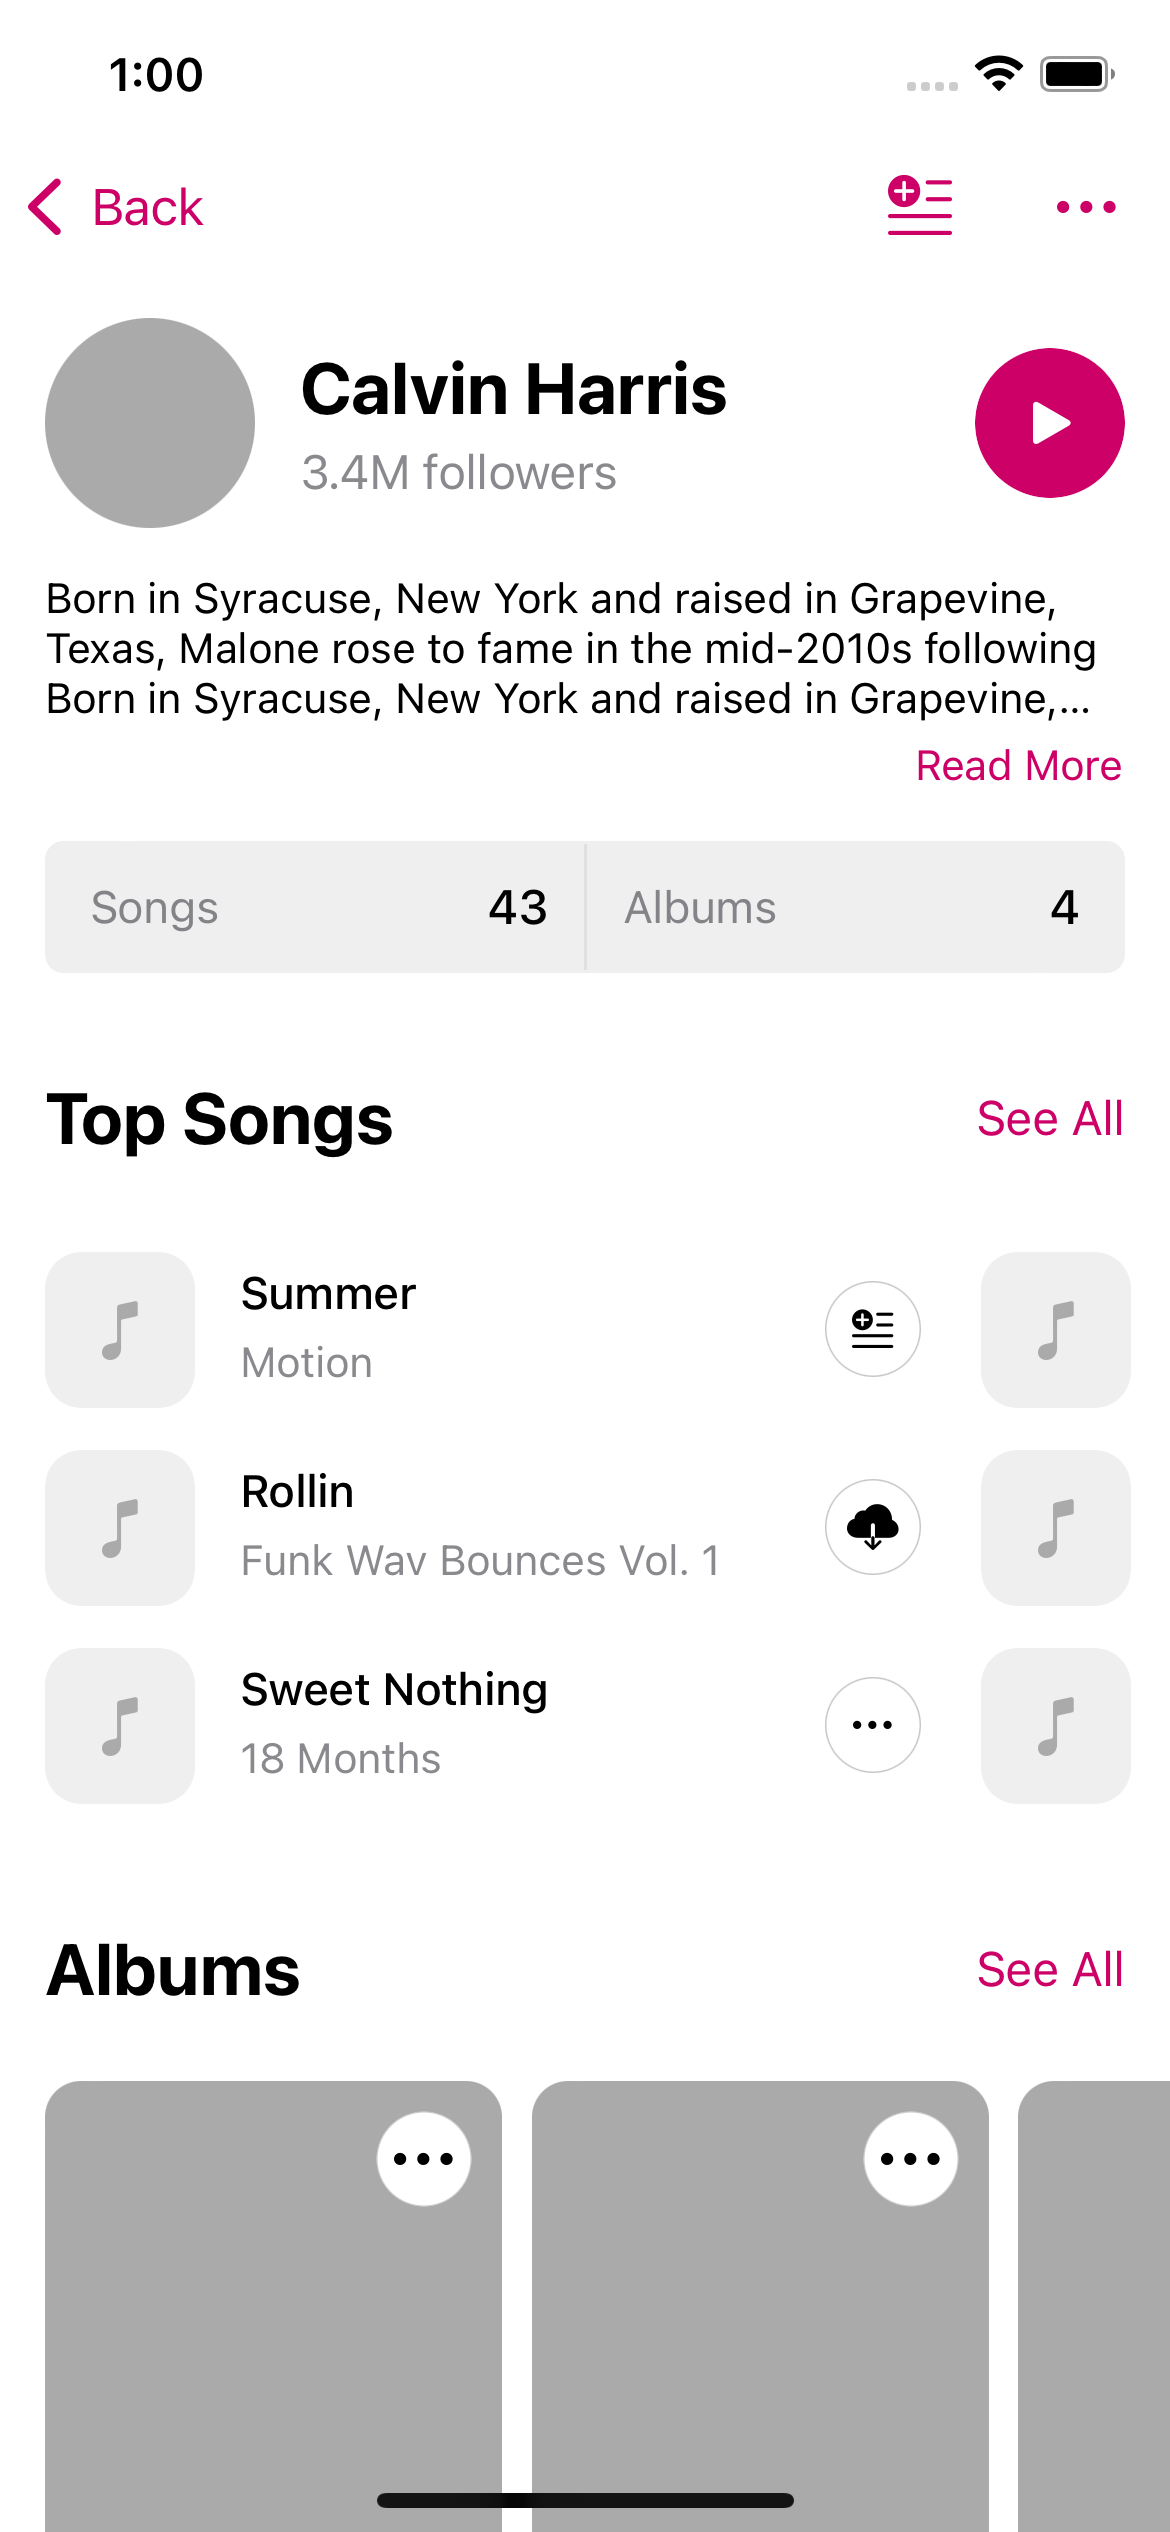 1:00
Back
Calvin Harris
3.4M followers
Born in Syracuse, New York and raised in Grapevine,
Texas, Malone rose to fame in the mid-2010s following
Born in Syracuse, New York and raised in Grapevine,...
Read More
Songs 43 Albums 4
Top Songs See All
Summer
Motion
Rollin
Funk Wav Bounces Vol. 1
Sweet Nothing
18 Months
Albums See All